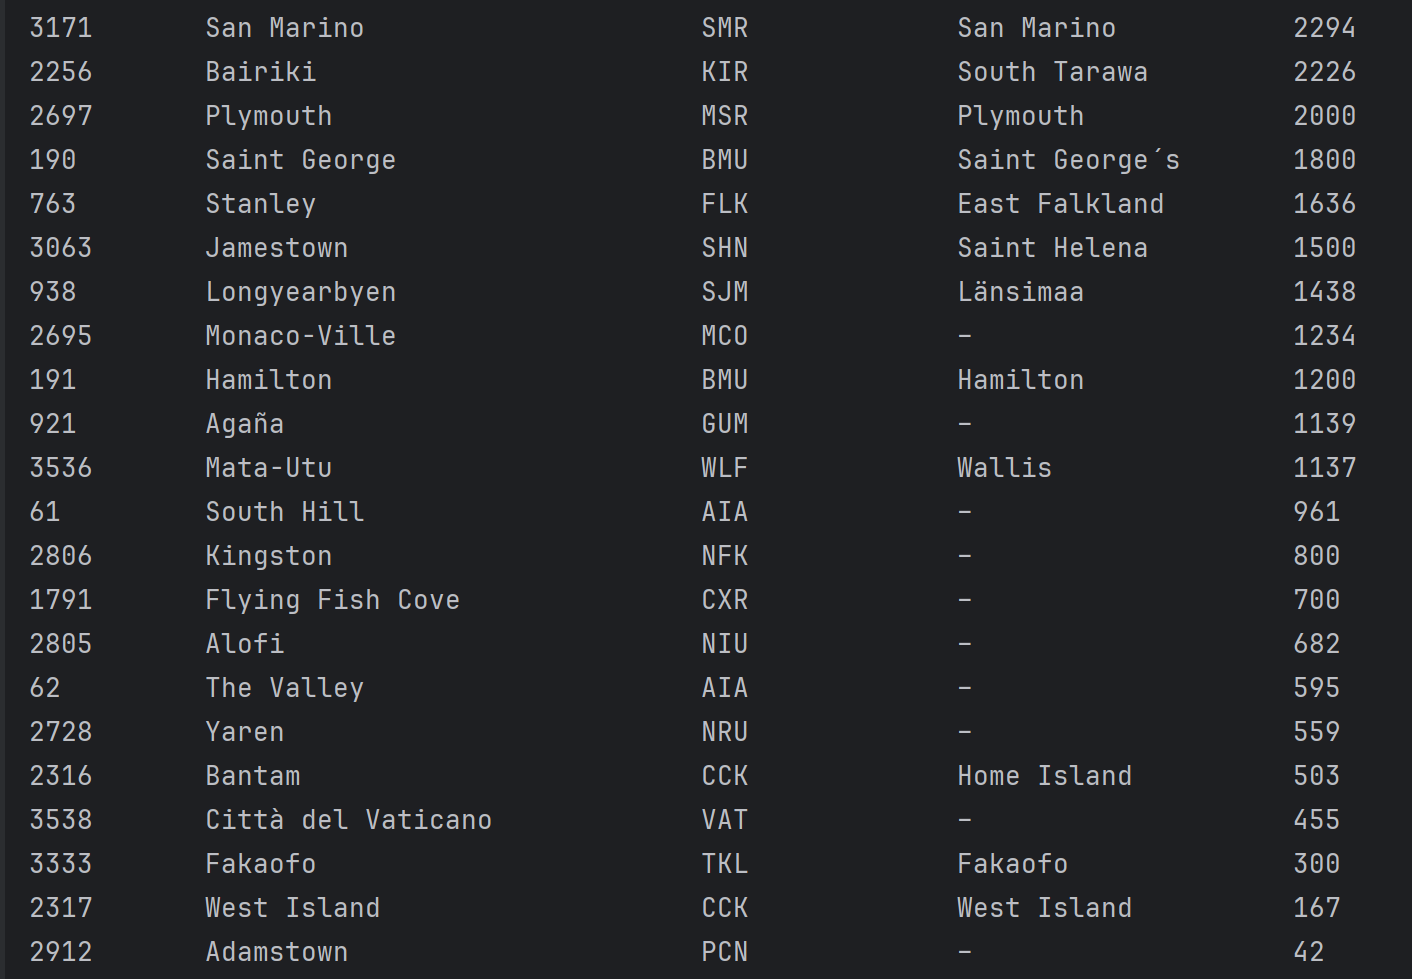 3171 San Marino SMR San Marino 2294
2256 Bairiki KIR South Tarawa 2226
2697 Plymouth MSR Plymouth 2000
190 Saint George BMU Saint George´s 1800
763 Stanley FLK East Falkland 1636
3063 Jamestown SHN Saint Helena 1500
938 Longyearbyen SJM Länsimaa 1438
2695 Monaco-Ville MCO – 1234
191 Hamilton BMU Hamilton 1200
921 Agaña GUM – 1139
3536 Mata-Utu WLF Wallis 1137
61 South Hill AIA – 961
2806 Kingston NFK – 800
1791 Flying Fish Cove CXR – 700
2805 Alofi NIU – 682
62 The Valley AIA – 595
2728 Yaren NRU – 559
2316 Bantam CCK Home Island 503
3538 Città del Vaticano VAT – 455
3333 Fakaofo TKL Fakaofo 300
2317 West Island CCK West Island 167
2912 Adamstown PCN – 42